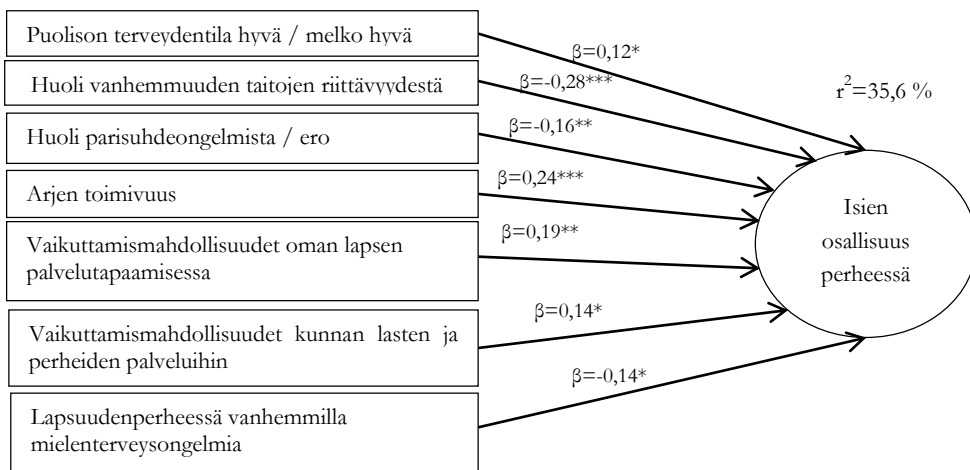 Puolison terveydentila hyvä / melko hyvä
β=0,12*
Huoli vanhemmuuden taitojen riittävyydestä
β=-0,28***
r²=35,6 %
Huoli parisuhdeongelmista / ero
β=-0,16**
Arjen toimivuus
β=0,24***
Vaikuttamismahdollisuudet oman lapsen
palvelutapaamisessa
β=0,19**
Isien
osallisuus
perheessä
Vaikuttamismahdollisuudet kunnan lasten ja
perheiden palveluihin
β=0,14*
Lapsuudenperheessä vanhemmilla
mielenterveysongelmia
β=-0,14*